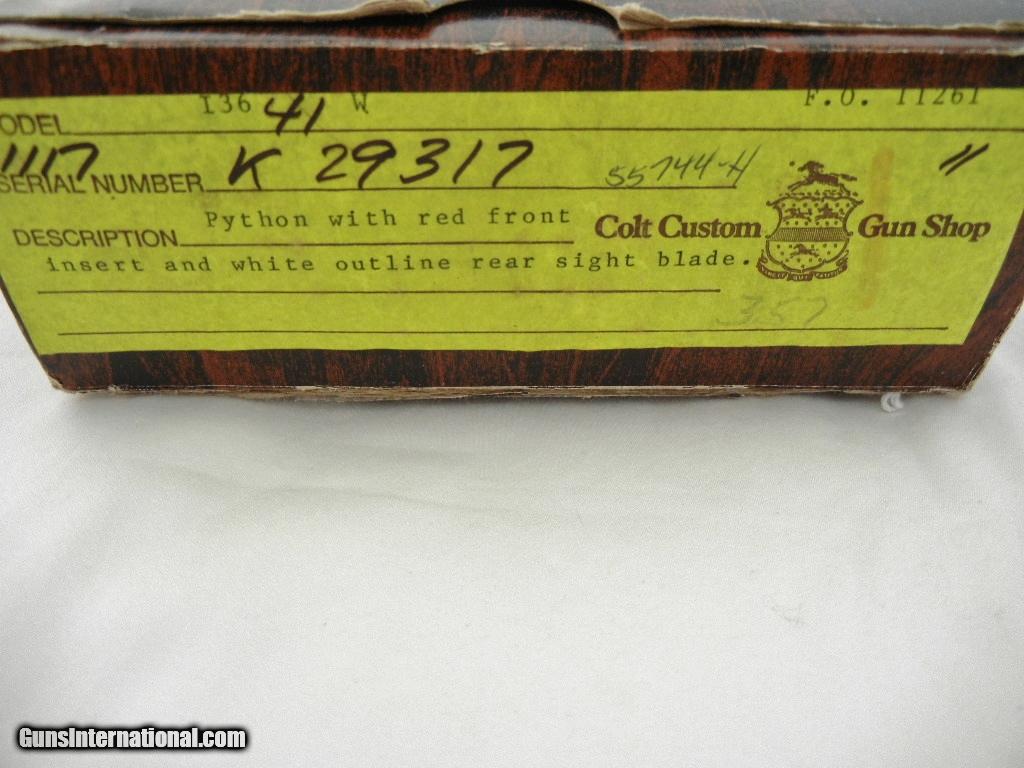 I36 41 W F.O. 11261
ODEL
1117 K 29317 55744-H "
SERIAL NUMBER
Python with red front
DESCRIPTION Colt Custom Gun Shop
insert and white outline rear sight blade.
357
GunsInternational.com